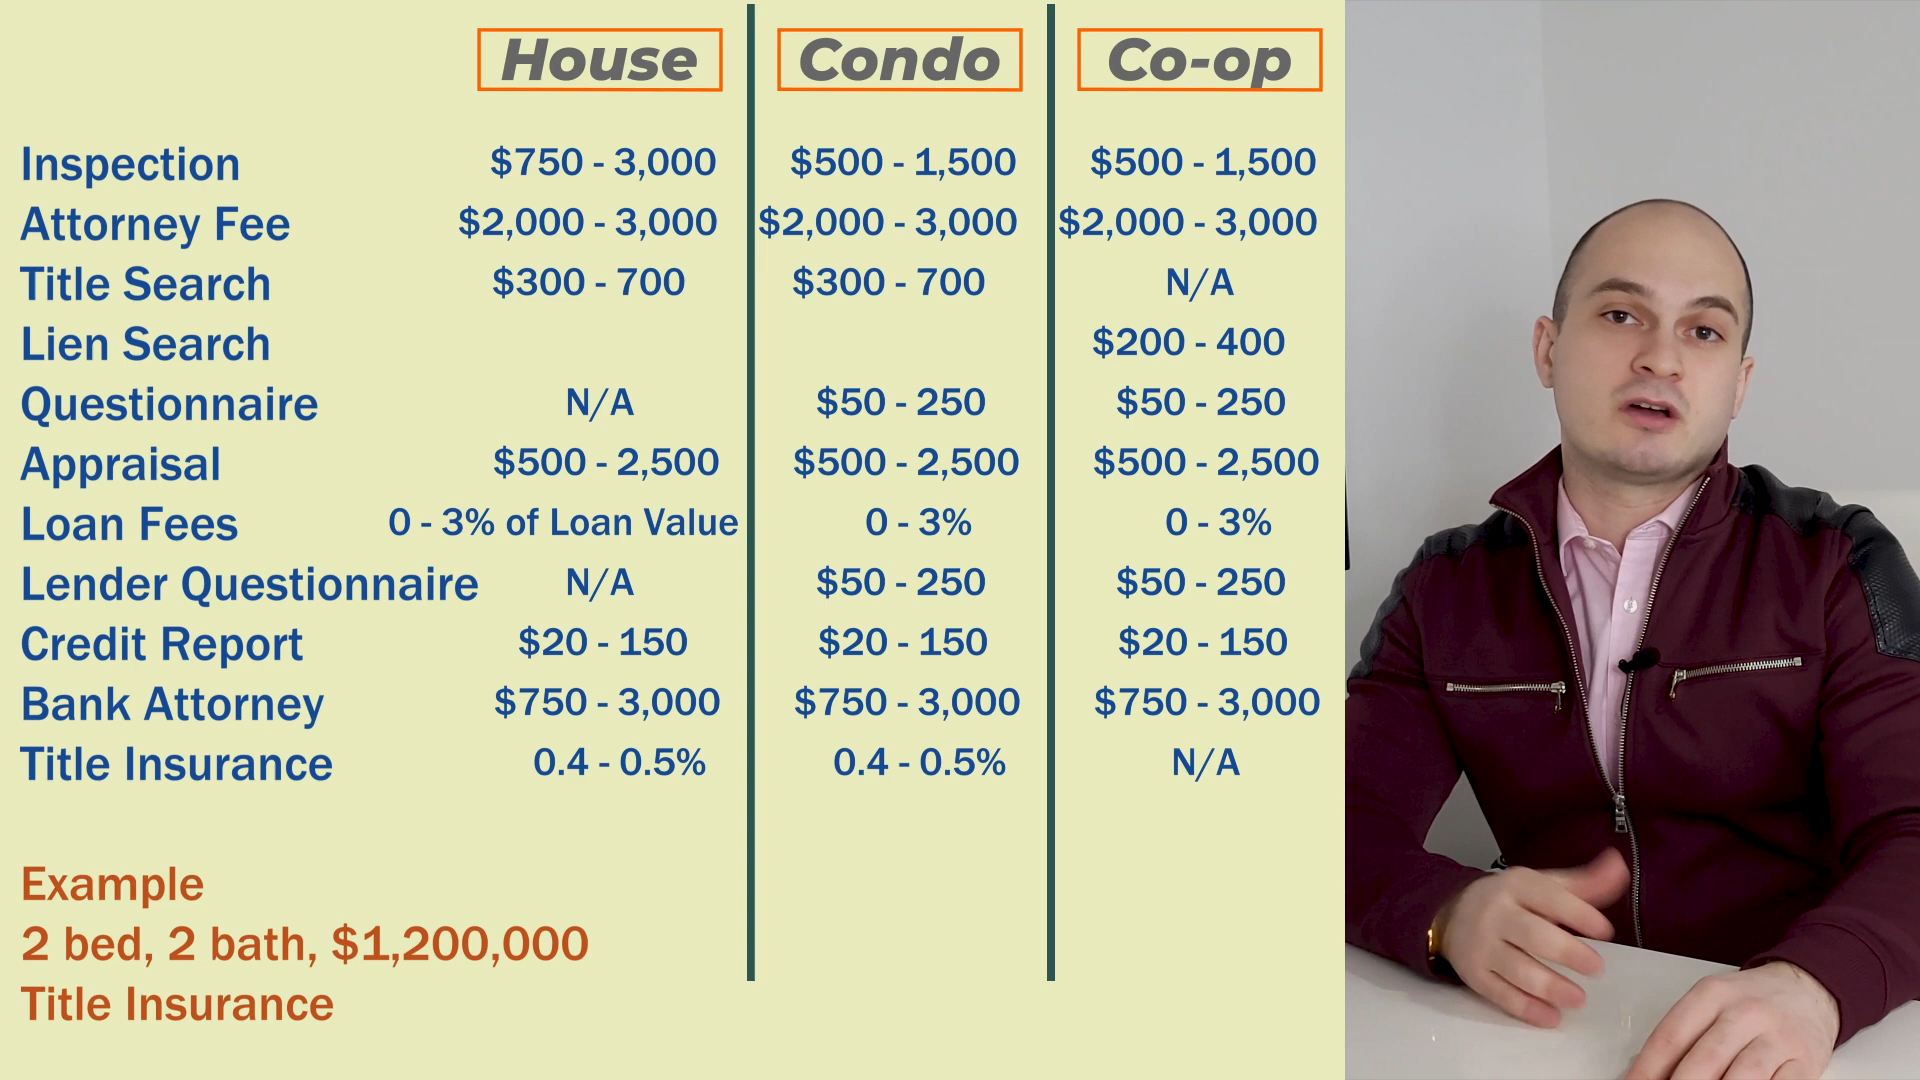 House Condo Co-op
Inspection $750 - 3,000 $500 - 1,500 $500 - 1,500
Attorney Fee $2,000 - 3,000 $2,000 - 3,000 $2,000 - 3,000
Title Search $300 - 700 $300 - 700 N/A
Lien Search $200 - 400
Questionnaire N/A $50 - 250 $50 - 250
Appraisal $500 - 2,500 $500 - 2,500 $500 - 2,500
Loan Fees 0 - 3% of Loan Value 0 - 3% 0 - 3%
Lender Questionnaire N/A $50 - 250 $50 - 250
Credit Report $20 - 150 $20 - 150 $20 - 150
Bank Attorney $750 - 3,000 $750 - 3,000 $750 - 3,000
Title Insurance 0.4 - 0.5% 0.4 - 0.5% N/A
Example
2 bed, 2 bath, $1,200,000
Title Insurance